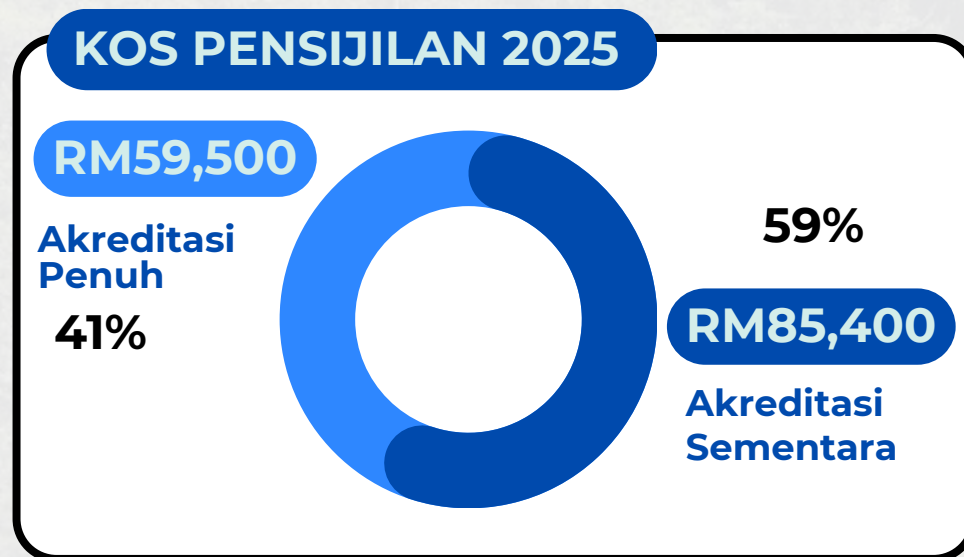 KOS PENSIJILAN 2025
RM59,500
Akreditasi
Penuh
41%
59%
RM85,400
Akreditasi
Sementara